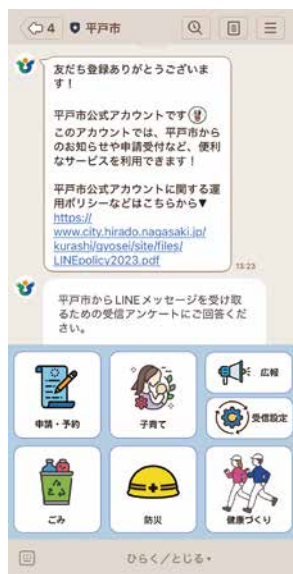 4 平戸市
友だち登録ありがとうございま
す！
平戸市公式アカウントです
このアカウントでは、平戸市から
のお知らせや申請受付など、便利
なサービスを利用できます！
平戸市公式アカウントに関する運
用ポリシーなどはこちらから▼
https://
www.city.hirado.nagasaki.jp/
kurashi/gyosei/site/files/
LINEpolicy2023.pdf
13:23
平戸市からLINEメッセージを受け取
るための受信アンケートにご回答くだ
さい。
申請・予約
子育て
広報
受信設定
ごみ
防災
健康づくり
ひらく／とじる